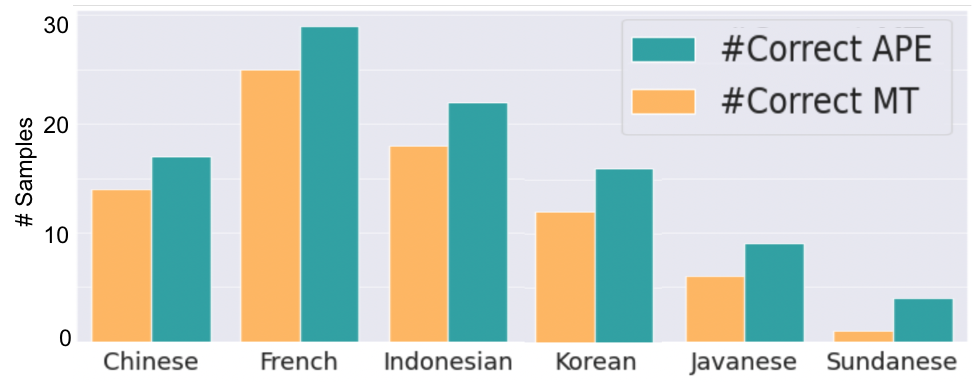 30
20
10
0
# Samples
#Correct APE
#Correct MT
Chinese French Indonesian Korean Javanese Sundanese